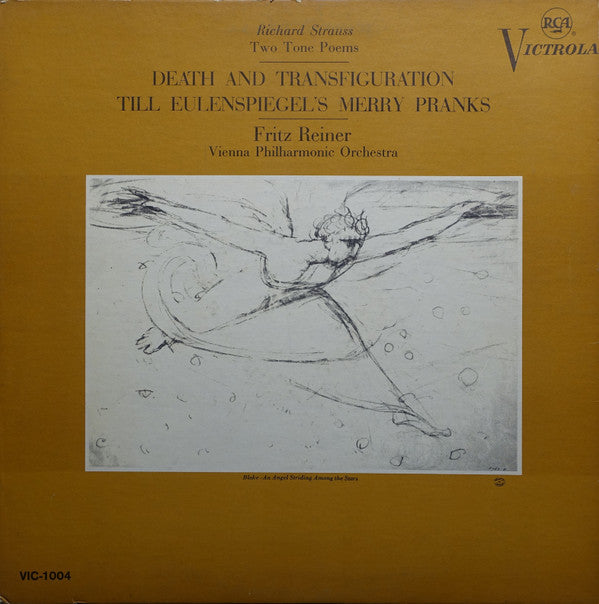 Richard Strauss
Two Tone Poems
RCA
VICTROLA
DEATH AND TRANSFIGURATION
TILL EULENSPIEGEL'S MERRY PRANKS
Fritz Reiner
Vienna Philharmonic Orchestra
Blake-An Angel Striding Among the Stars
VIC-1004